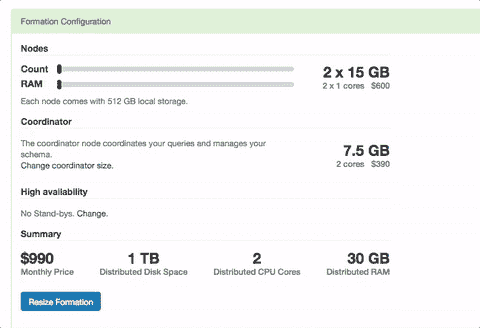 Formation Configuration
Nodes
Count
RAM
2 x 15 GB
2 x 1 cores $600
Each node comes with 512 GB local storage.
Coordinator
The coordinator node coordinates your queries and manages your
schema.
Change coordinator size.
7.5 GB
2 cores $390
High availability
No Stand-bys. Change.
Summary
$990 1 TB 2 30 GB
Monthly Price Distributed Disk Space Distributed CPU Cores Distributed RAM
Resize Formation